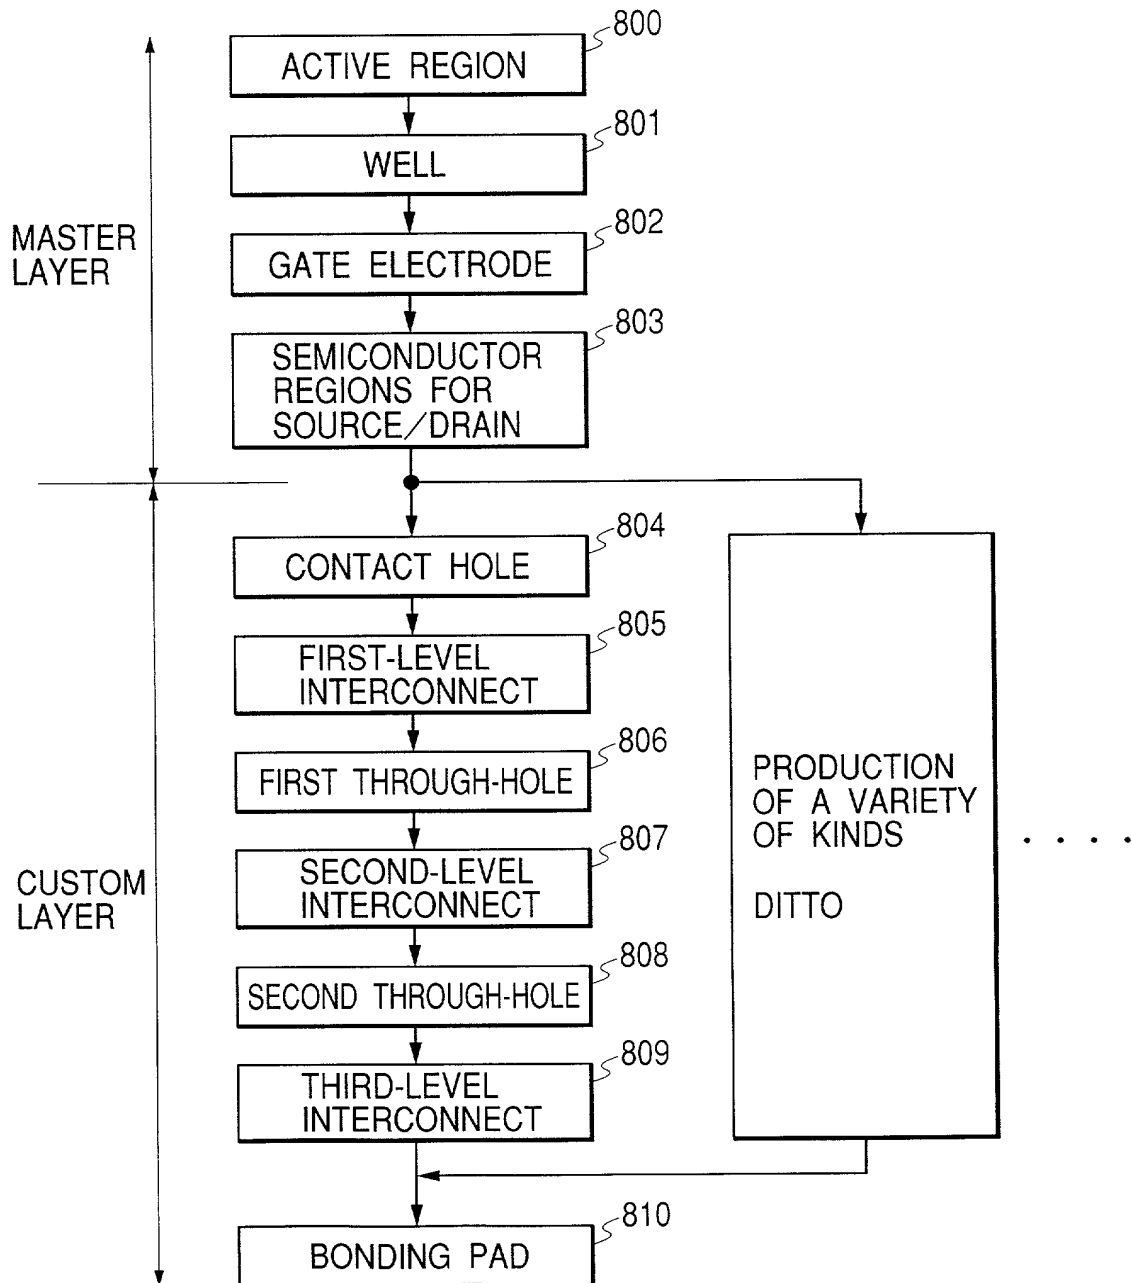 800
ACTIVE REGION
801
WELL
802
GATE ELECTRODE
MASTER
LAYER
803
SEMICONDUCTOR
REGIONS FOR
SOURCE/DRAIN
804
CONTACT HOLE
805
FIRST-LEVEL
INTERCONNECT
806
FIRST THROUGH-HOLE
807
SECOND-LEVEL
INTERCONNECT
CUSTOM
LAYER
808
SECOND THROUGH-HOLE
809
THIRD-LEVEL
INTERCONNECT
PRODUCTION
OF A VARIETY
OF KINDS
DITTO
. . . .
810
BONDING PAD